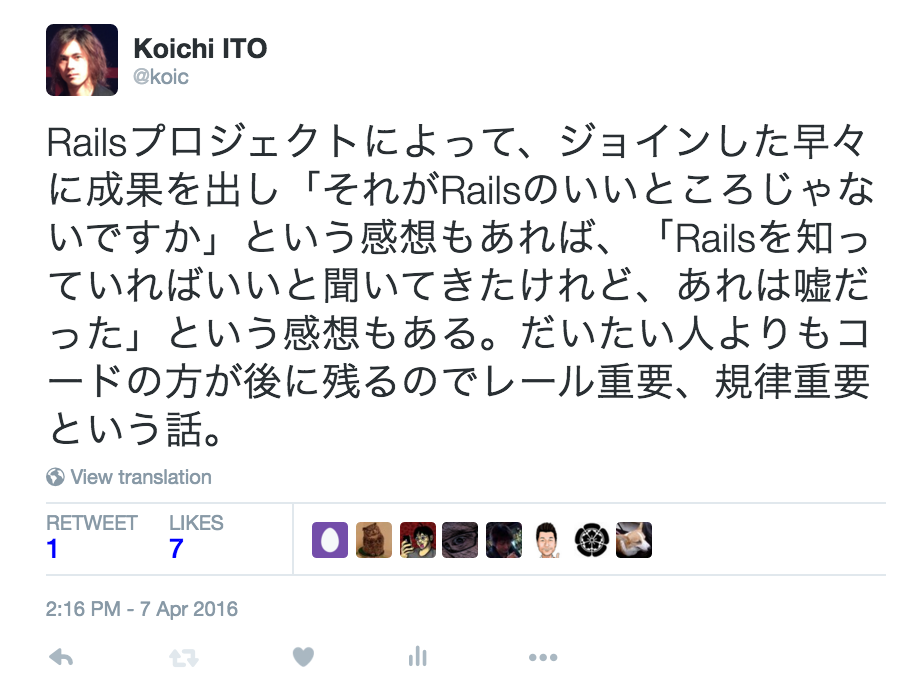 Koichi ITO
@koic
Railsプロジェクトによって、ジョインした早々
に成果を出し「それがRailsのいいところじゃな
いですか」という感想もあれば、「Railsを知っ
ていればいいと聞いてきたけれど、あれは嘘だ
った」という感想もある。だいたい人よりもコ
ードの方が後に残るのでレール重要、規律重要
という話。
View translation
RETWEET LIKES
1 7
2:16 PM - 7 Apr 2016